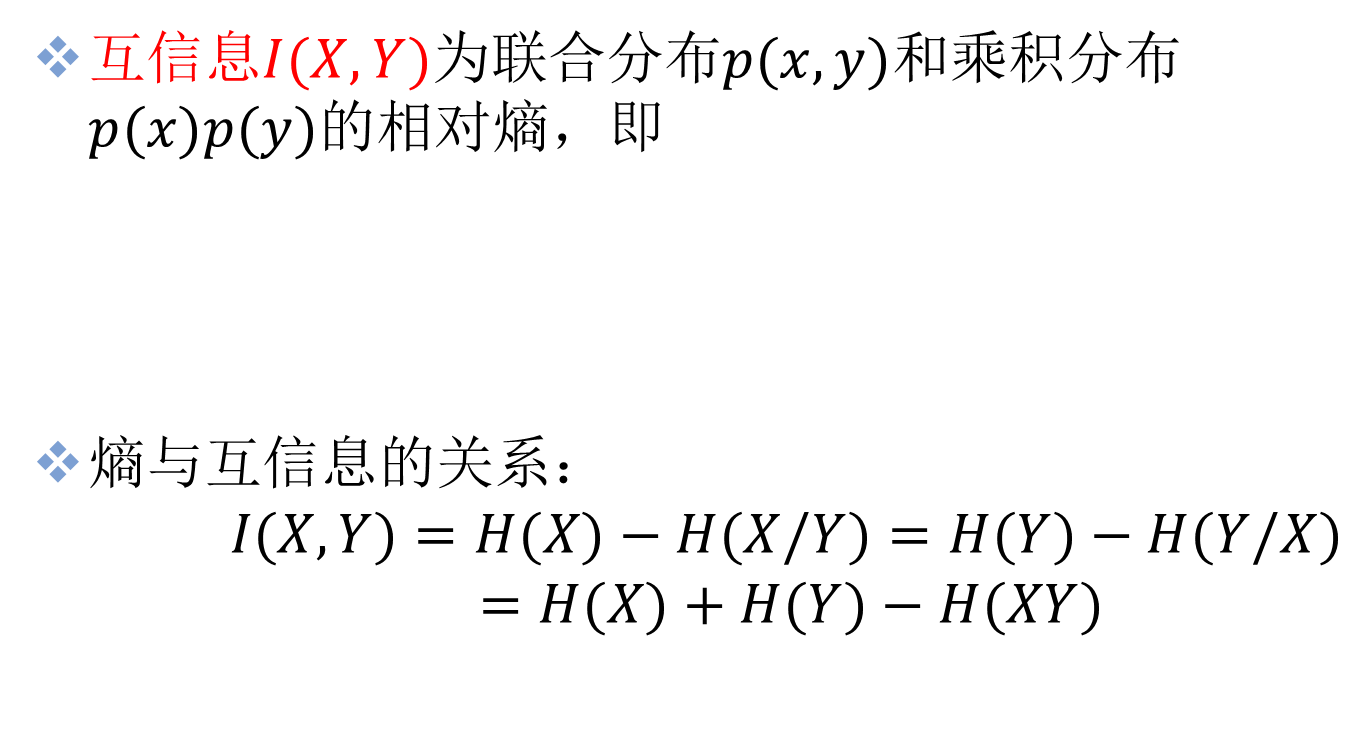 ❖互信息I(X,Y)为联合分布p(x,y)和乘积分布
p(x)p(y)的相对熵，即
❖熵与互信息的关系：
I(X,Y) = H(X) − H(X/Y) = H(Y) − H(Y/X)
= H(X) + H(Y) − H(XY)